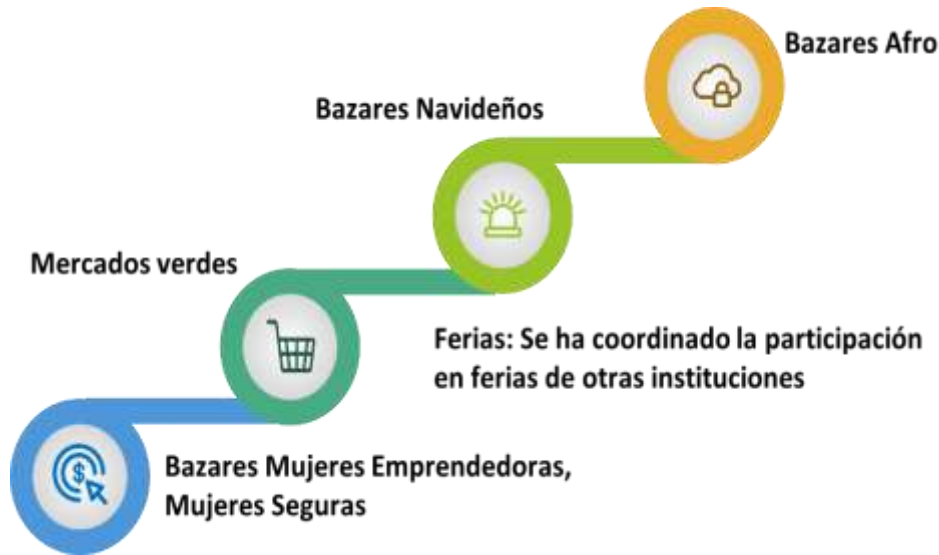 Bazares Afro
Bazares Navideños
Mercados verdes
Ferias: Se ha coordinado la participación
en ferias de otras instituciones
Bazares Mujeres Emprendedoras,
Mujeres Seguras
$